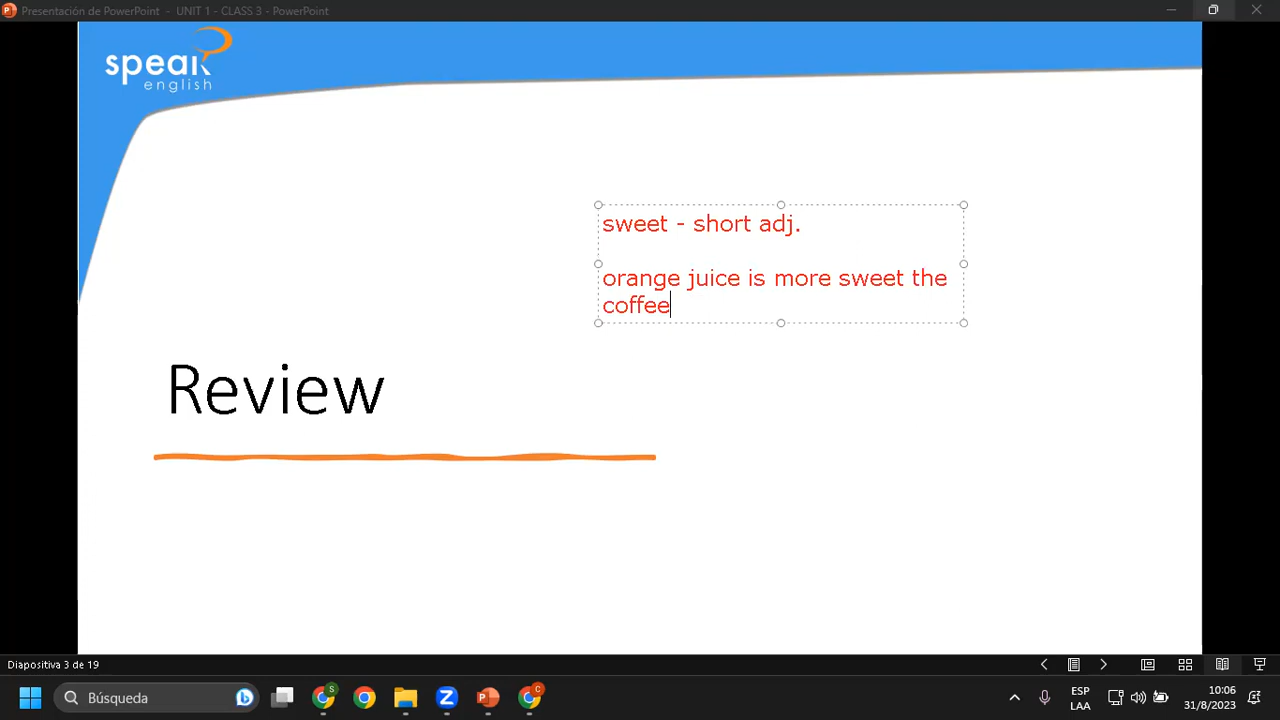 Presentación de PowerPoint - UNIT 1 - CLASS 3 - PowerPoint
speak
english
sweet - short adj.
orange juice is more sweet the
coffee
Review
Diapositiva 3 de 19
Búsqueda
ESP
LAA
10:06
31/8/2023